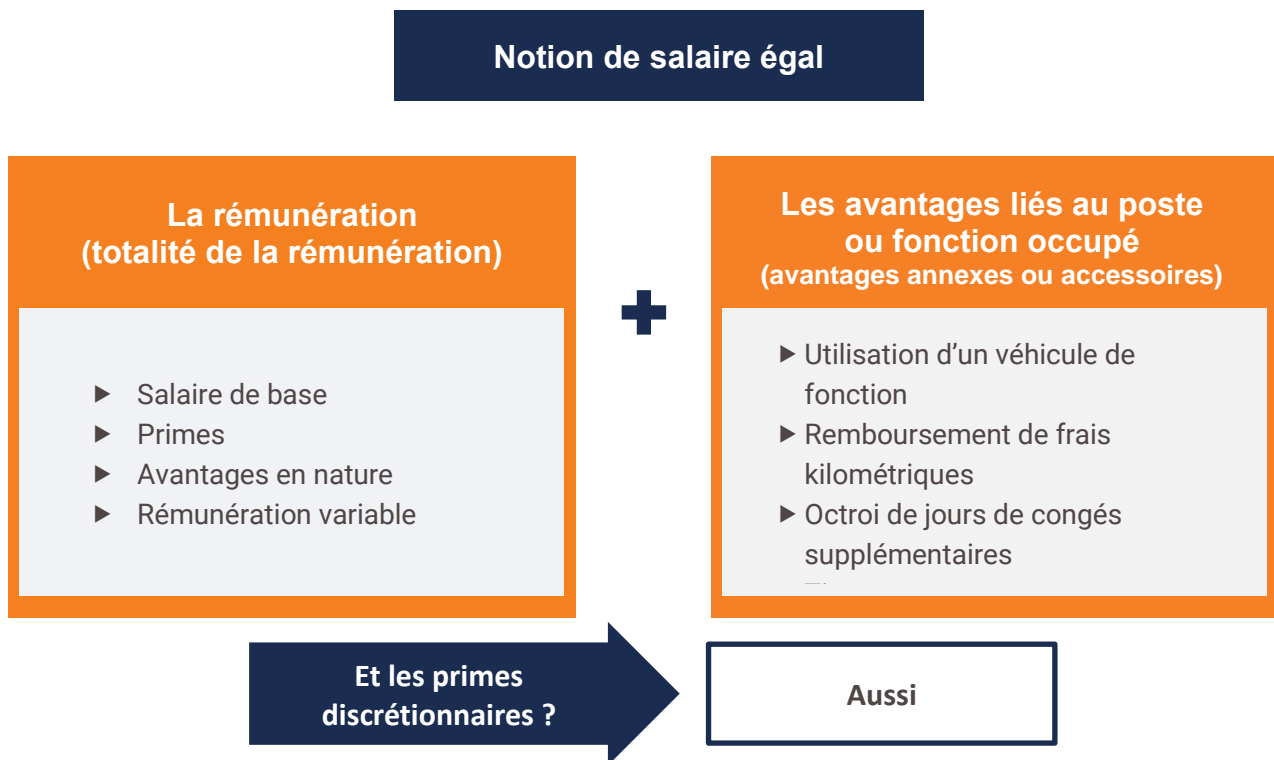 Notion de salaire égal
La rémunération
(totalité de la rémunération)
► Salaire de base
► Primes
► Avantages en nature
► Rémunération variable
Les avantages liés au poste
ou fonction occupé
(avantages annexes ou accessoires)
► Utilisation d’un véhicule de
fonction
► Remboursement de frais
kilométriques
► Octroi de jours de congés
supplémentaires
Et les primes
discrétionnaires ?
Aussi